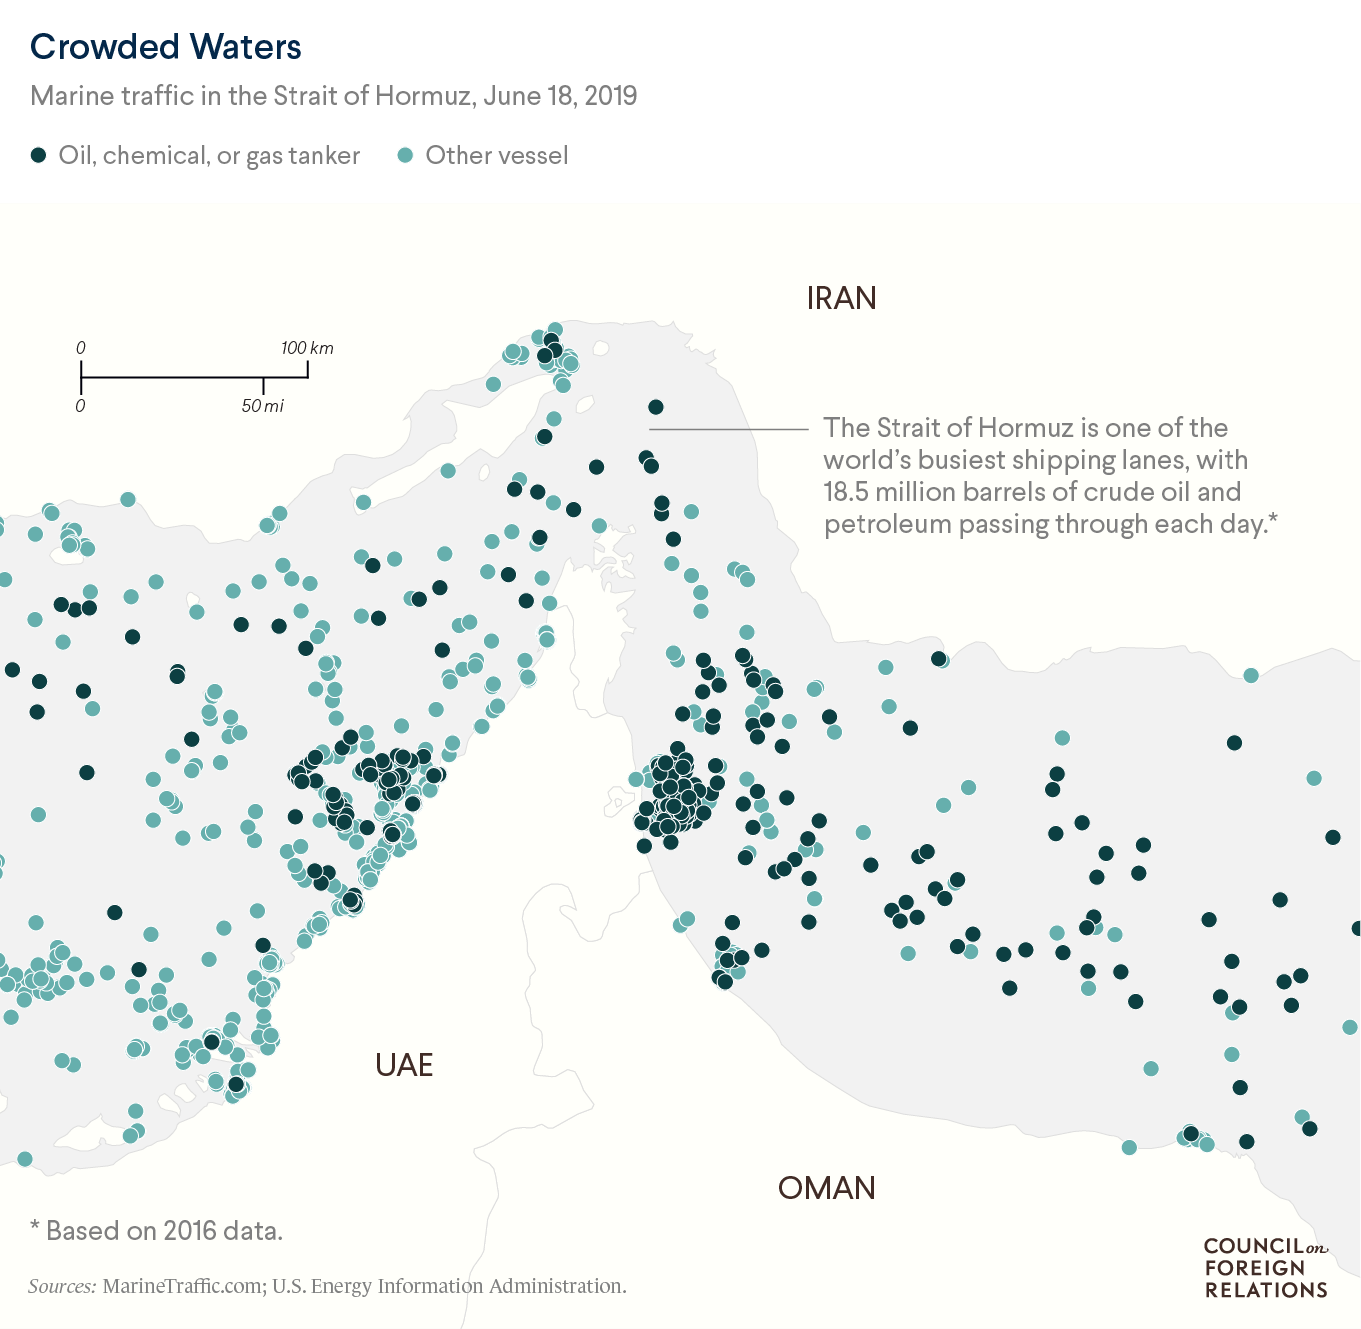 Crowded Waters
Marine traffic in the Strait of Hormuz, June 18, 2019
Oil, chemical, or gas tanker
Other vessel
IRAN
0 100 km
0 50 mi
The Strait of Hormuz is one of the
world’s busiest shipping lanes, with
18.5 million barrels of crude oil and
petroleum passing through each day.*
UAE
OMAN
* Based on 2016 data.
Sources: MarineTraffic.com; U.S. Energy Information Administration.
COUNCIL on
FOREIGN
RELATIONS